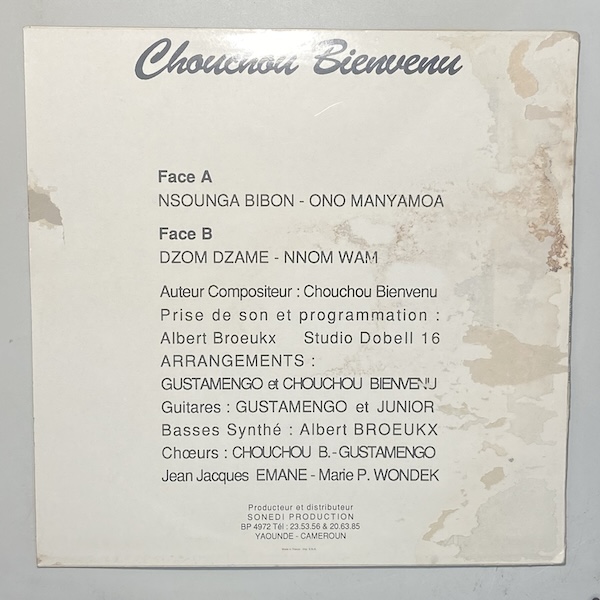 Chouchou Bienvenu
Face A
NSOUNGA BIBON - ONO MANYAMOA
Face B
DZOM DZAME - NNOM WAM
Auteur Compositeur : Chouchou Bienvenu
Prise de son et programmation :
Albert Broeukx Studio Dobell 16
ARRANGEMENTS :
GUSTAMENGO et CHOUCHOU BIENVENU
Guitares : GUSTAMENGO et JUNIOR
Basses Synthé : Albert BROEUKX
Chœurs : CHOUCHOU B.- GUSTAMENGO
Jean Jacques EMANE - Marie P. WONDEK
Producteur et distributeur
SONEDI PRODUCTION
BP 4972 Tél : 23.53.56 & 20.63.85
YAOUNDE - CAMEROUN